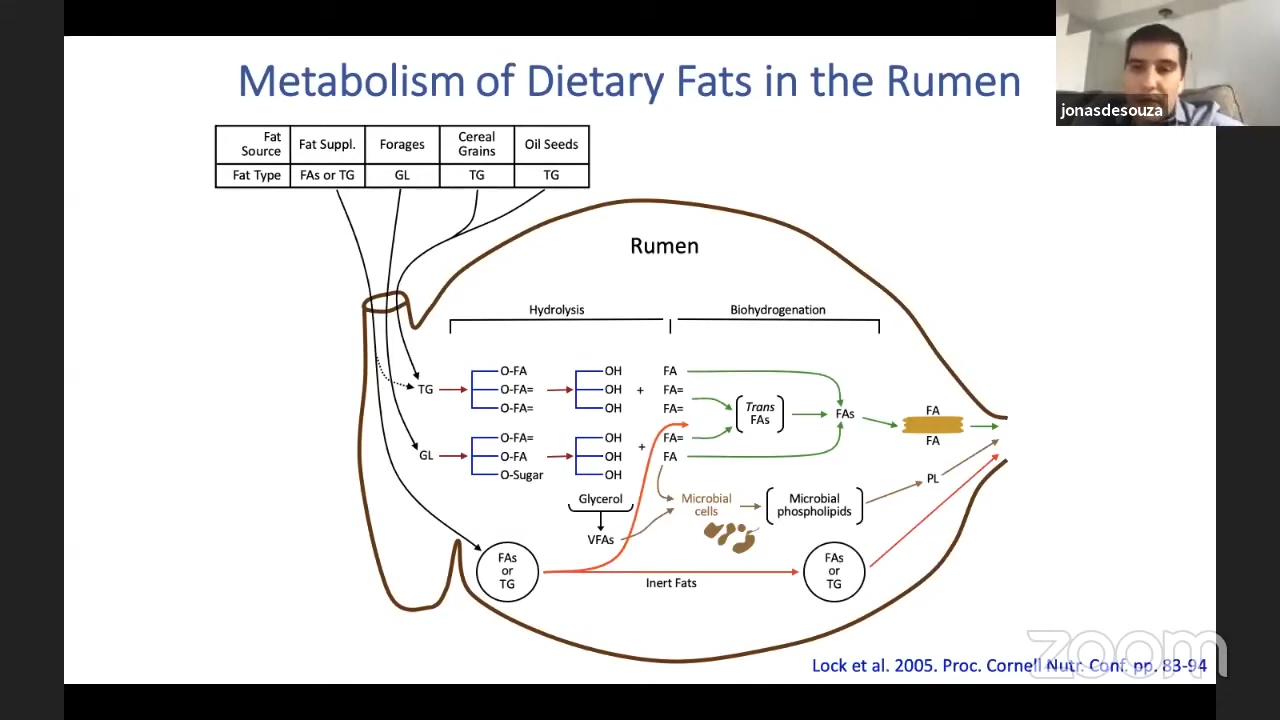 Metabolism of Dietary Fats in the Rumen
jonasdesouza
Fat Source Fat Suppl. Forages Cereal Grains Oil Seeds
Fat Type FAs or TG GL TG TG
Rumen
Hydrolysis Biohydrogenation
O-FA OH FA
TG O-FA= OH + FA=
O-FA= OH FA=
Trans
FAs
FAs
FA
FA
O-FA= OH FA=
GL O-FA OH + FA
O-Sugar OH
Glycerol
VFAs
Microbial
cells
Microbial
phospholipids
PL
FAs
or
TG
Inert Fats
FAs
or
TG
zoom
Lock et al. 2005. Proc. Cornell Nutr. Conf. pp. 83-94